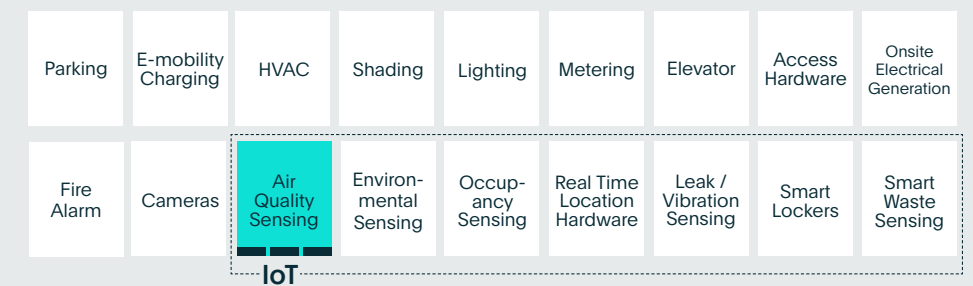 Parking
E-mobility
Charging
HVAC
Shading
Lighting
Metering
Elevator
Access
Hardware
Onsite
Electrical
Generation
Fire
Alarm
Cameras
Air
Quality
Sensing
Environ-
mental
Sensing
Occup-
ancy
Sensing
Real Time
Location
Hardware
Leak /
Vibration
Sensing
Smart
Lockers
Smart
Waste
Sensing
IoT